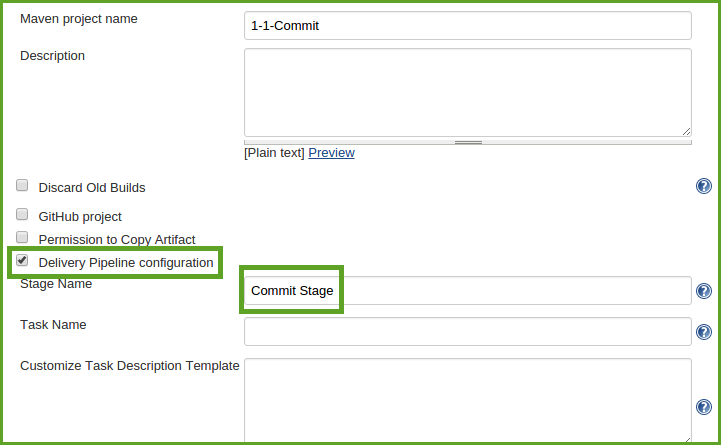 Maven project name 1-1-Commit
Description
[Plain text] Preview
Discard Old Builds ?
GitHub project
Permission to Copy Artifact
Delivery Pipeline configuration
Stage Name Commit Stage ?
Task Name ?
Customize Task Description Template ?